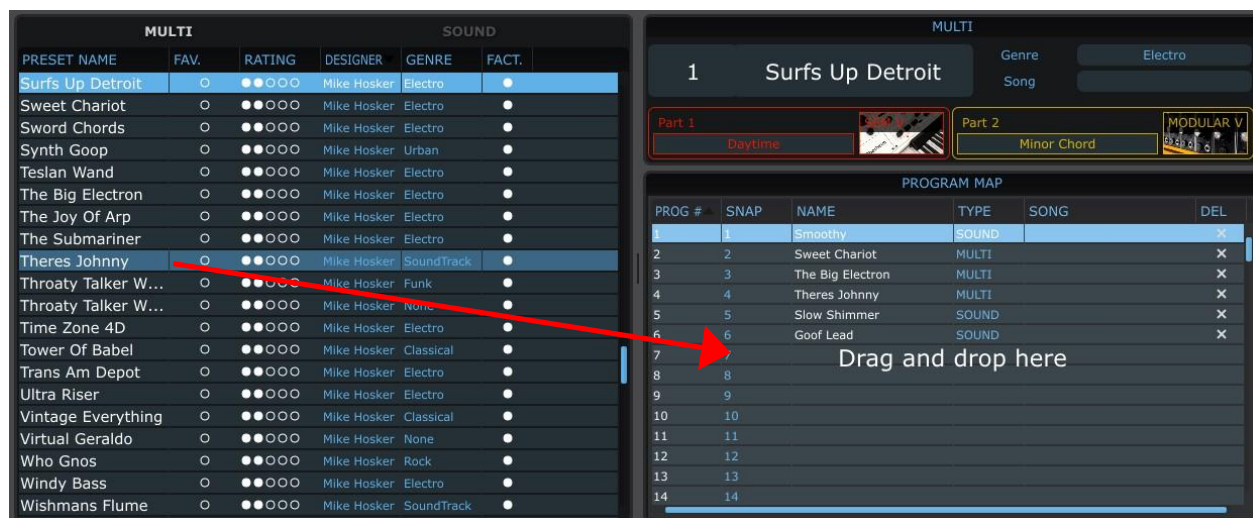 MULTI SOUND
PRESET NAME FAV. RATING DESIGNER GENRE FACT.
Surfs Up Detroit Mike Hosker Electro
Sweet Chariot Mike Hosker Electro
Sword Chords Mike Hosker Electro
Synth Goop Mike Hosker Urban
Teslan Wand Mike Hosker Electro
The Big Electron Mike Hosker Electro
The Joy Of Arp Mike Hosker Electro
The Submariner Mike Hosker Electro
Theres Johnny Mike Hosker SoundTrack
Throaty Talker W... Mike Hosker Funk
Throaty Talker W... Mike Hosker None
Time Zone 4D Mike Hosker Electro
Tower Of Babel Mike Hosker Classical
Trans Am Depot Mike Hosker Electro
Ultra Riser Mike Hosker Electro
Vintage Everything Mike Hosker Classical
Virtual Geraldo Mike Hosker None
Who Gnos Mike Hosker Rock
Windy Bass Mike Hosker Electro
Wishmans Flume Mike Hosker SoundTrack
MULTI
1 Surfs Up Detroit
Genre Electro
Song
Part 1 SEM V
Daytime
Part 2 MODULAR V
Minor Chord
PROGRAM MAP
PROG # SNAP NAME TYPE SONG DEL
1 1 Smoothy SOUND
2 2 Sweet Chariot MULTI
3 3 The Big Electron MULTI
4 4 Theres Johnny MULTI
5 5 Slow Shimmer SOUND
6 6 Goof Lead SOUND
7 7
Drag and drop here
8 8
9 9
10 10
11 11
12 12
13 13
14 14